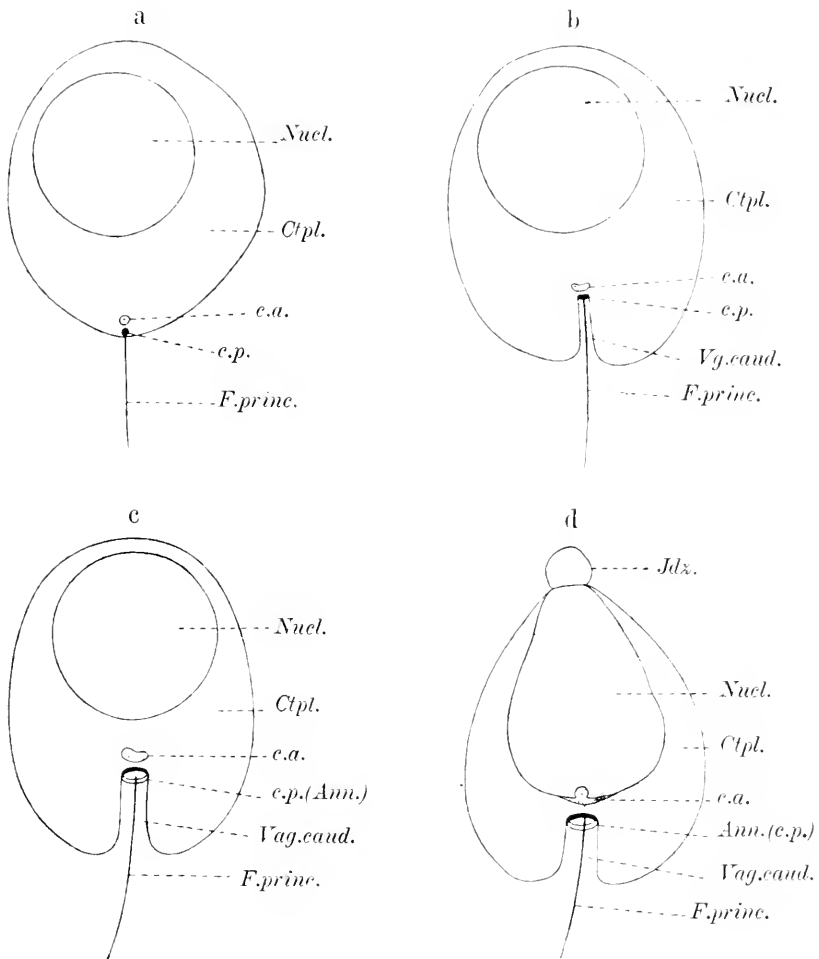 a
Nucl.
Ctpl.
c.a.
c.p.
F.princ.
b
Nucl.
Ctpl.
c.a.
c.p.
Vg.caud.
F.princ.
c
Nucl.
Ctpl.
c.a.
c.p.(Ann.)
Vag.caud.
F.princ.
d
Jdz.
Nucl.
Ctpl.
c.a.
Ann.(c.p.)
Vag.caud.
F.princ.